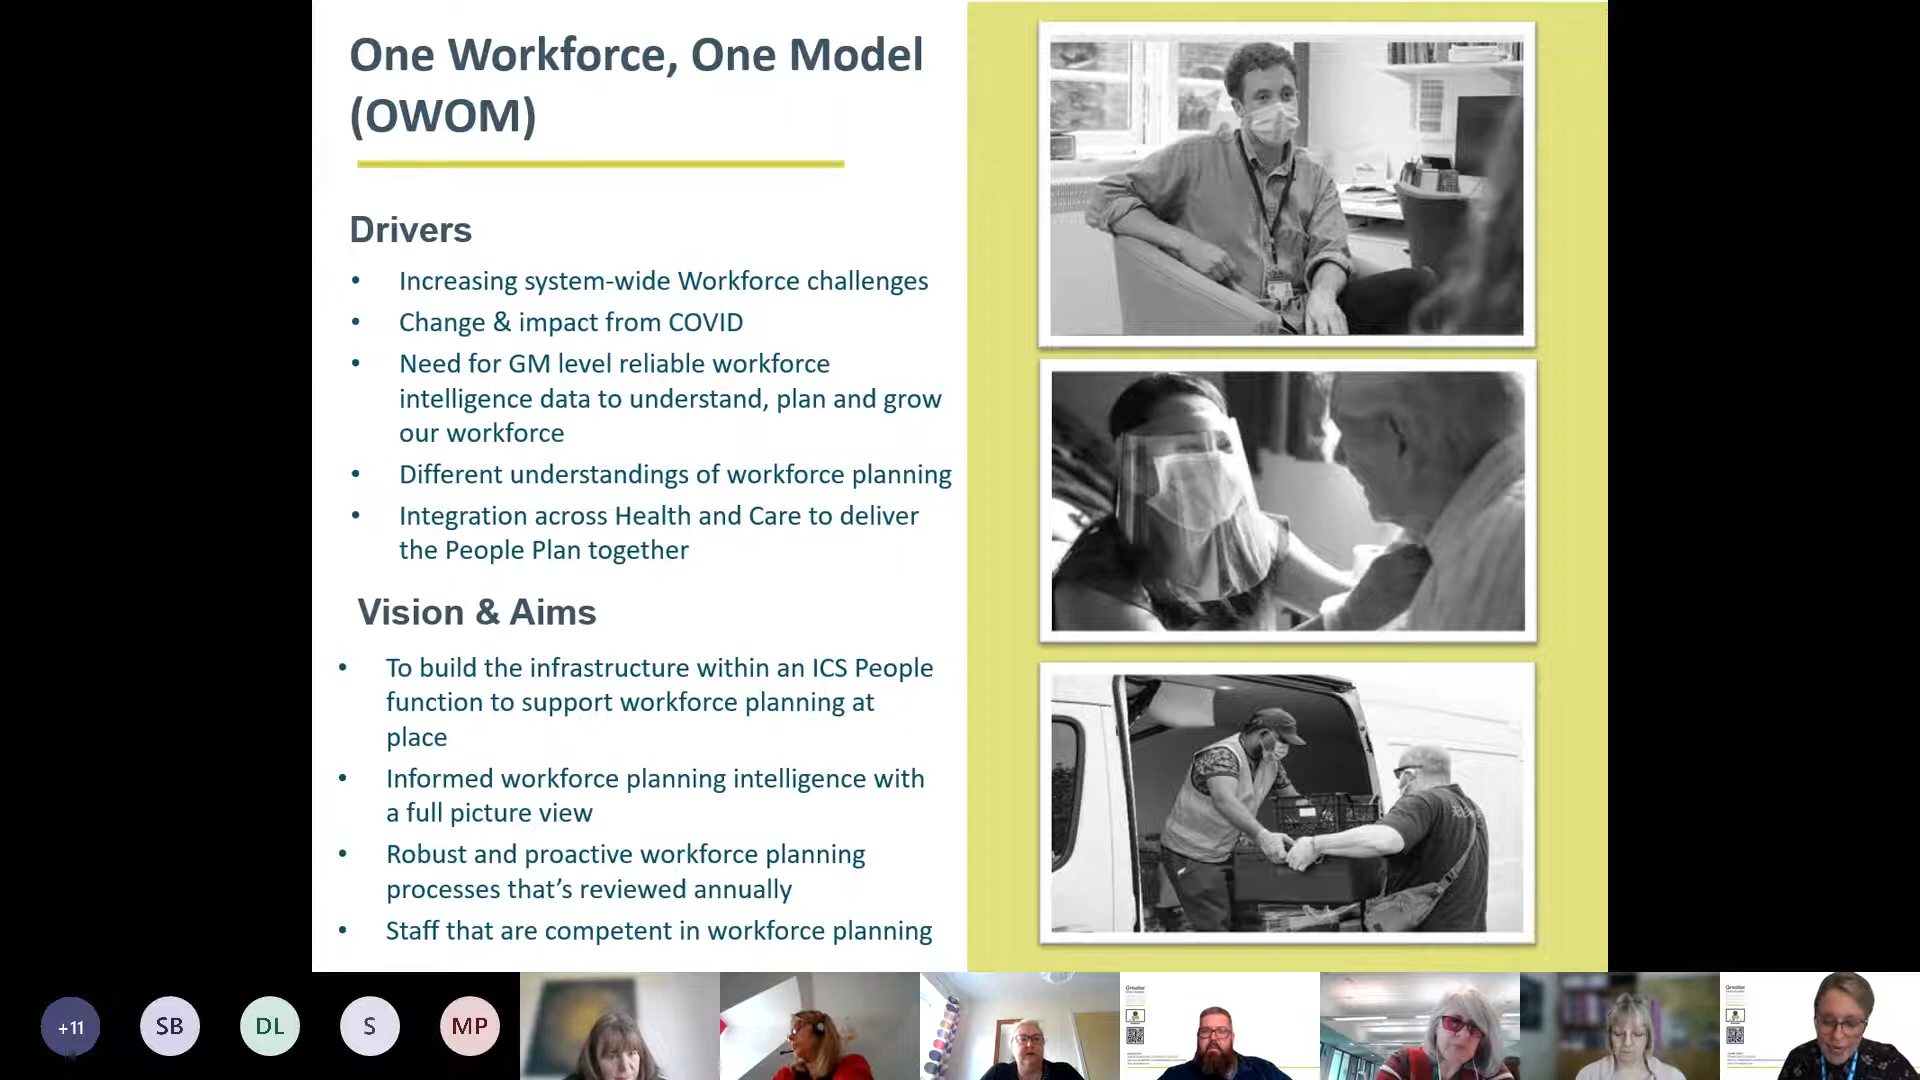 One Workforce, One Model
(OWOM)
Drivers
• Increasing system-wide Workforce challenges
• Change & impact from COVID
• Need for GM level reliable workforce
intelligence data to understand, plan and grow
our workforce
• Different understandings of workforce planning
• Integration across Health and Care to deliver
the People Plan together
Vision & Aims
• To build the infrastructure within an ICS People
function to support workforce planning at
place
• Informed workforce planning intelligence with
a full picture view
• Robust and proactive workforce planning
processes that’s reviewed annually
• Staff that are competent in workforce planning
+11
SB
DL
S
MP
Greater
Greater